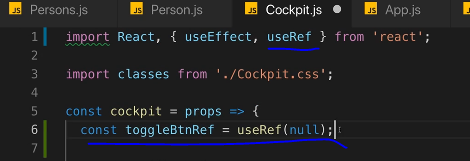 JS Persons.js JS Person.js JS Cockpit.js JS App.js
1 import React, { useEffect, useRef } from 'react';
2
3 import classes from './Cockpit.css';
4
5 const cockpit = props => {
6 const toggleBtnRef = useRef(null);
7